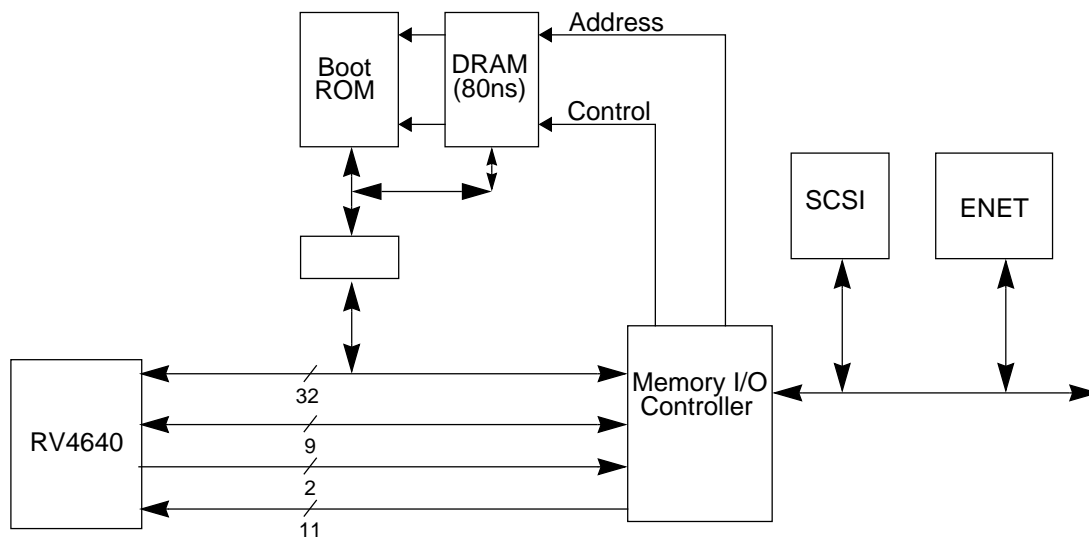 Address
Boot
ROM
DRAM
(80ns)
Control
SCSI
ENET
RV4640
32
9
2
11
Memory I/O
Controller